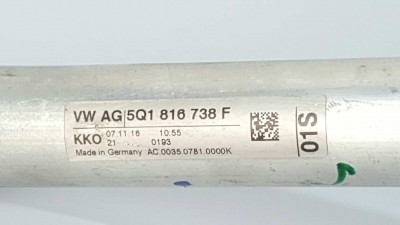 VW AG 5Q1 816 738 F
KKO 07.11.16 10:55
21 0193
Made in Germany AC.0035.0781.0000K
01S